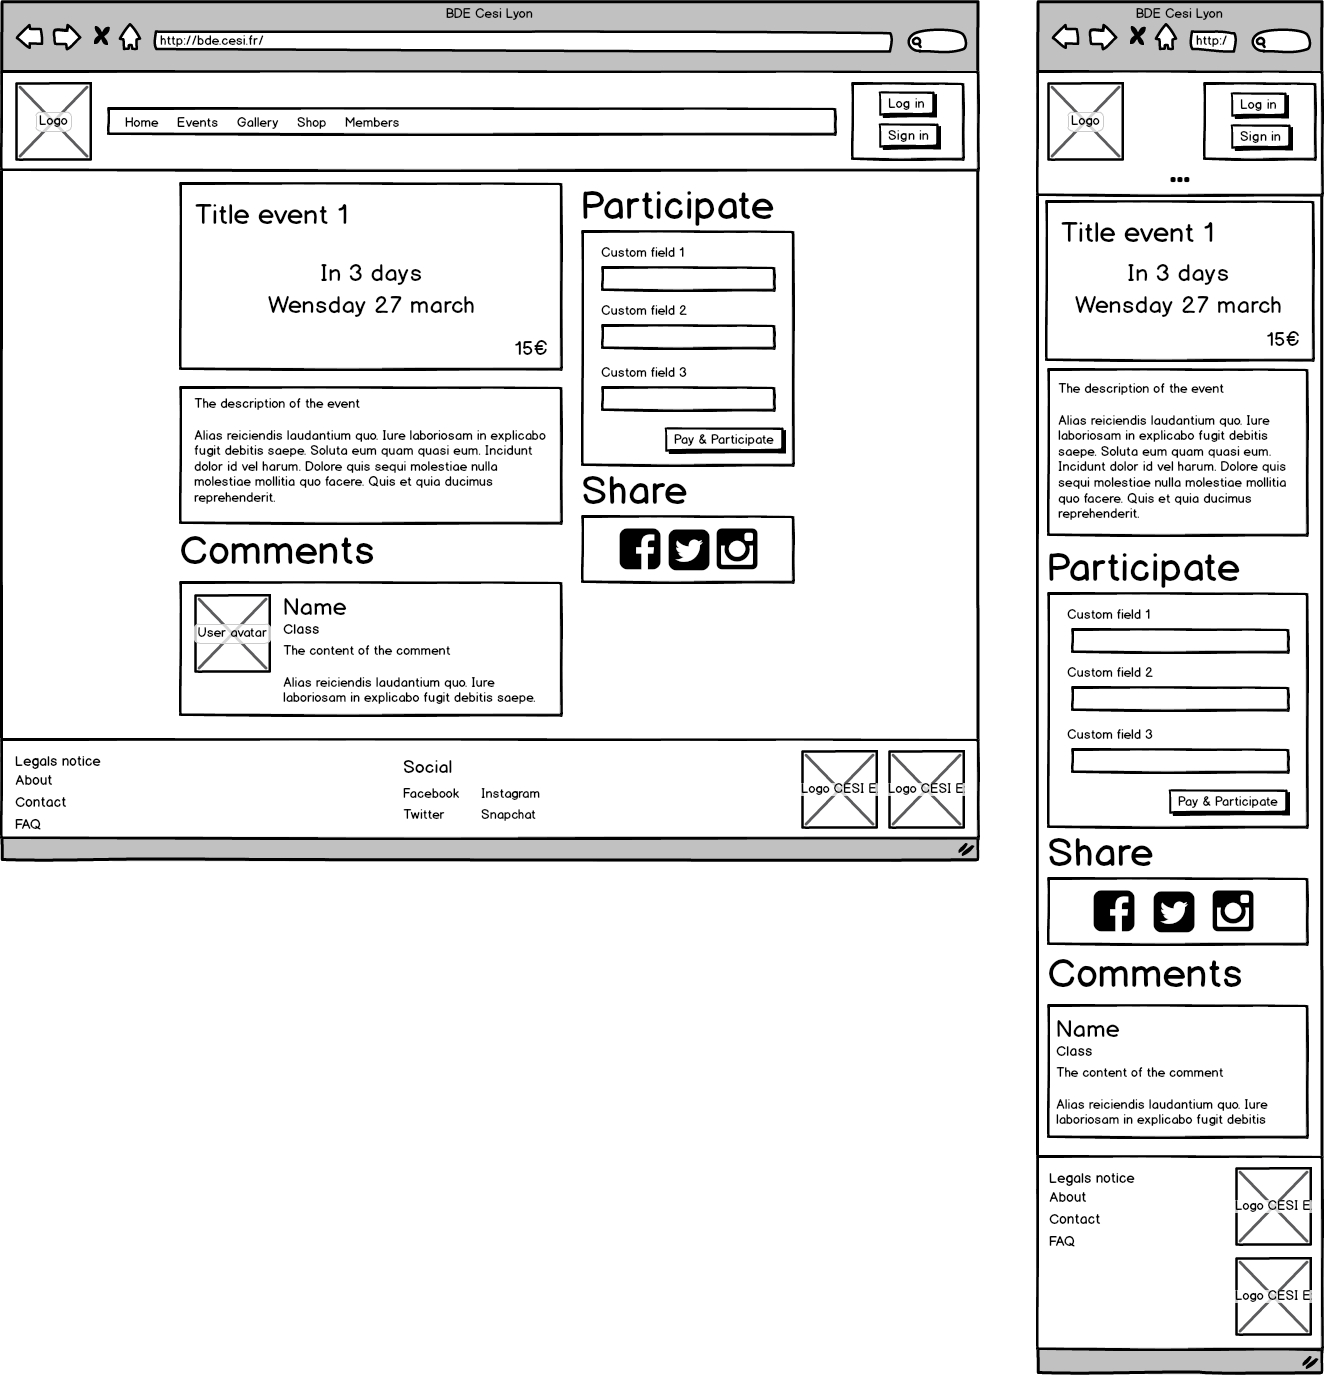 BDE Cesi Lyon
http://bde.cesi.fr/
Logo
Home Events Gallery Shop Members
Log in
Sign in
Title event 1
In 3 days
Wensday 27 march
15€
The description of the event
Alias reiciendis laudantium quo. Iure laboriosam in explicabo
fugit debitis saepe. Soluta eum quam quasi eum. Incidunt
dolor id vel harum. Dolore quis sequi molestiae nulla
molestiae mollitia quo facere. Quis et quia ducimus
reprehenderit.
Comments
User avatar
Name
Class
The content of the comment
Alias reiciendis laudantium quo. Iure
laboriosam in explicabo fugit debitis saepe.
Participate
Custom field 1
Custom field 2
Custom field 3
Pay & Participate
Share
Legals notice
About
Contact
FAQ
Social
Facebook Instagram
Twitter Snapchat
Logo CESI E
Logo CESI E
BDE Cesi Lyon
http:/
Logo
Log in
Sign in
Title event 1
In 3 days
Wensday 27 march
15€
The description of the event
Alias reiciendis laudantium quo. Iure
laboriosam in explicabo fugit debitis
saepe. Soluta eum quam quasi eum.
Incidunt dolor id vel harum. Dolore quis
sequi molestiae nulla molestiae mollitia
quo facere. Quis et quia ducimus
reprehenderit.
Participate
Custom field 1
Custom field 2
Custom field 3
Pay & Participate
Share
Comments
Name
Class
The content of the comment
Alias reiciendis laudantium quo. Iure
laboriosam in explicabo fugit debitis
Legals notice
About
Contact
FAQ
Logo CESI E
Logo CESI E